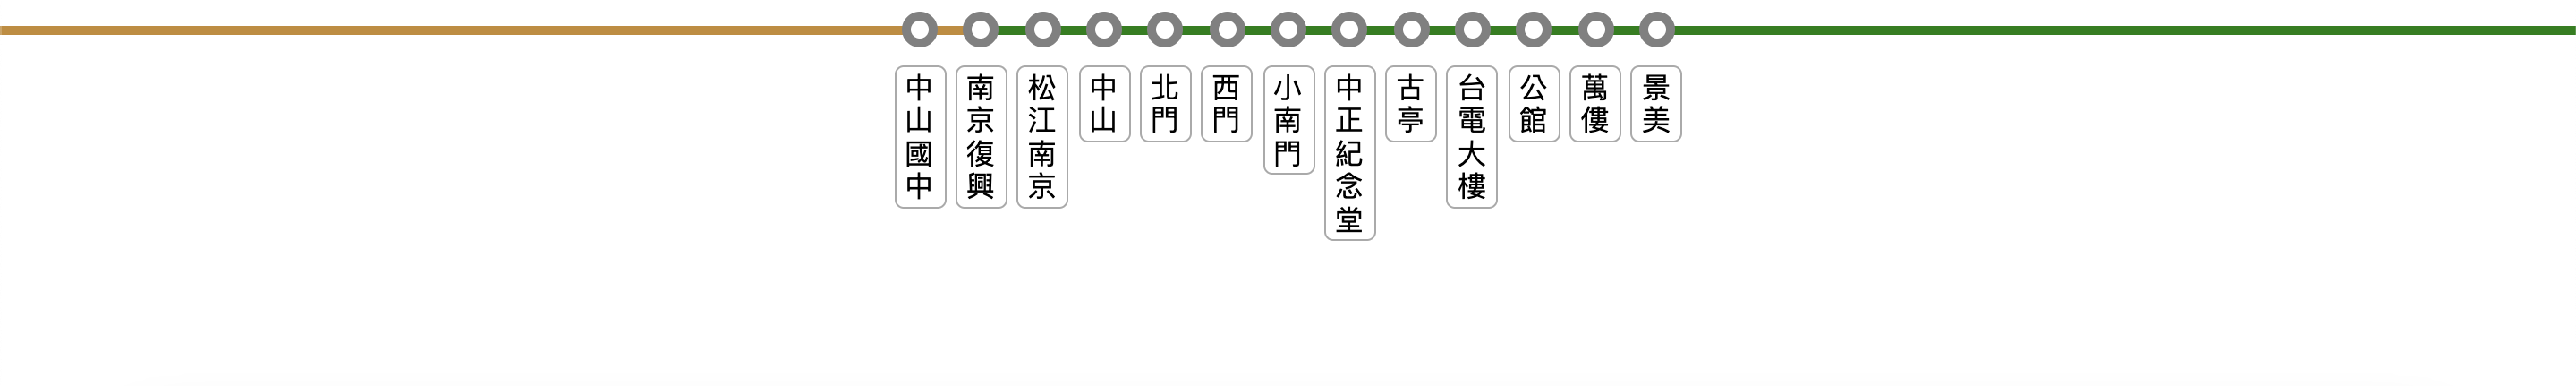 中山國中
南京復興
松江南京
中山
北門
西門
小南門
中正紀念堂
古亭
台電大樓
公館
萬僂
景美